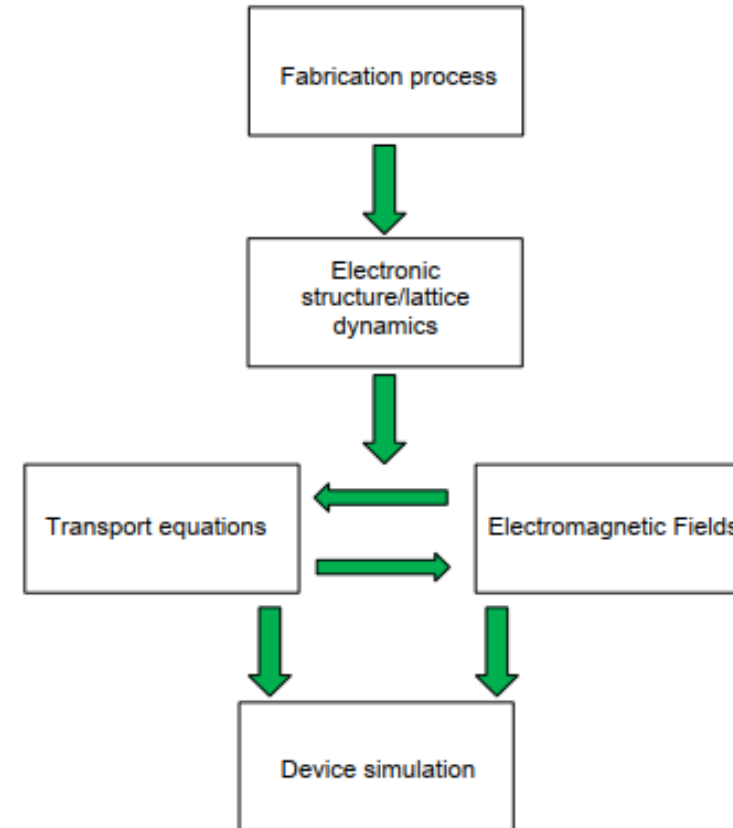 Fabrication process
Electronic
structure/lattice
dynamics
Transport equations
Electromagnetic Fields
Device simulation